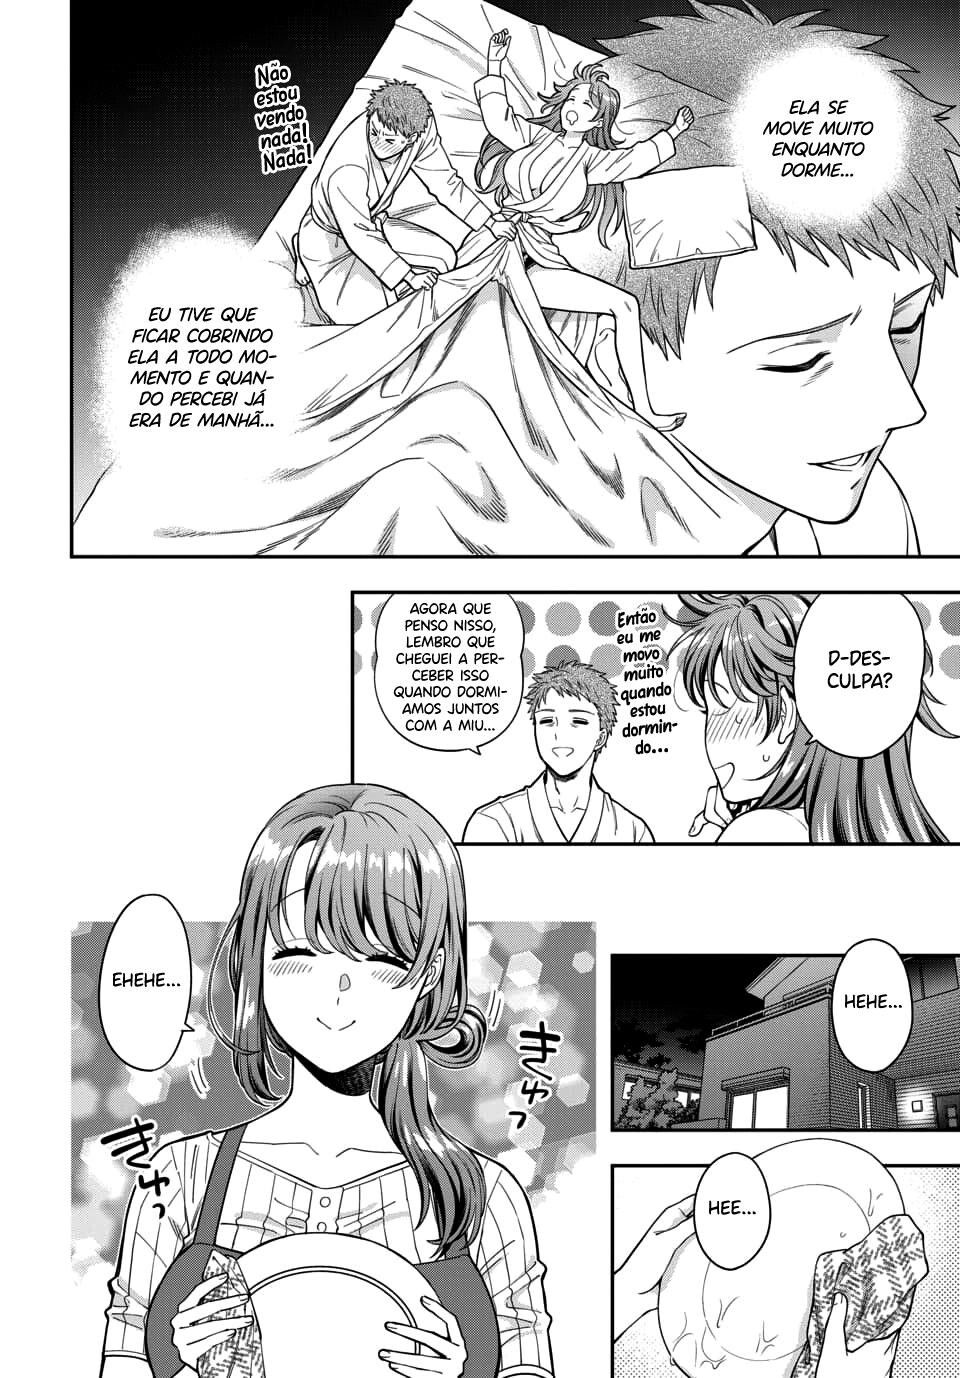 ELA SE
MOVE MUITO
ENQUANTO
DORME...
Não
estou
vendo
nada!
Nada!
EU TIVE QUE
FICAR COBRINDO
ELA A TODO MO-
MENTO E QUAN-
DO PERCEBI JÁ
ERA DE MANHÃ...
D-DES-
CULPA?
Então
eu me
movo
muito
quando
estou
dormin-
do...
AGORA QUE
PENSO NISSO,
LEMBRO QUE
CHEGUEI A PER-
CEBER ISSO
QUANDO DORMI-
AMOS JUNTOS
COM A MIU...
HEHE...
HEE...
EHEHE...
きゅっ
きゅっ